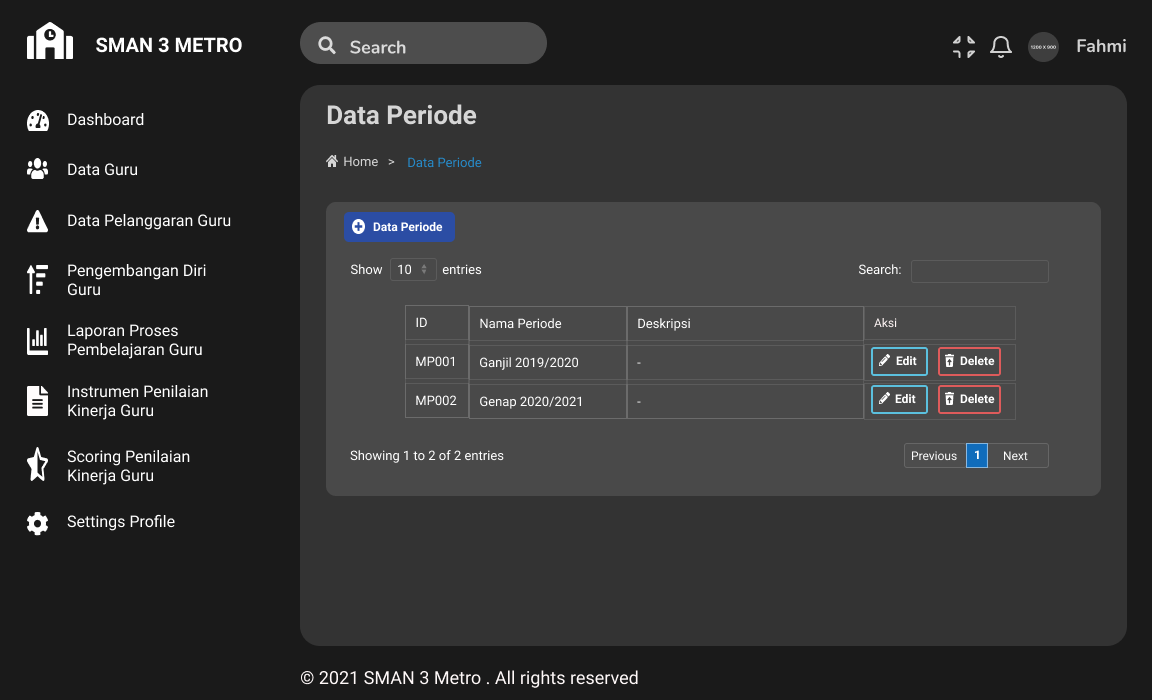 SMAN 3 METRO
Search
1200 X 900
Fahmi
Dashboard
Data Guru
Data Pelanggaran Guru
Pengembangan Diri
Guru
Laporan Proses
Pembelajaran Guru
Instrumen Penilaian
Kinerja Guru
Scoring Penilaian
Kinerja Guru
Settings Profile
Data Periode
Home > Data Periode
Data Periode
Show 10 entries Search:
ID Nama Periode Deskripsi Aksi
MP001 Ganjil 2019/2020 - Edit Delete
MP002 Genap 2020/2021 - Edit Delete
Showing 1 to 2 of 2 entries Previous 1 Next
© 2021 SMAN 3 Metro . All rights reserved